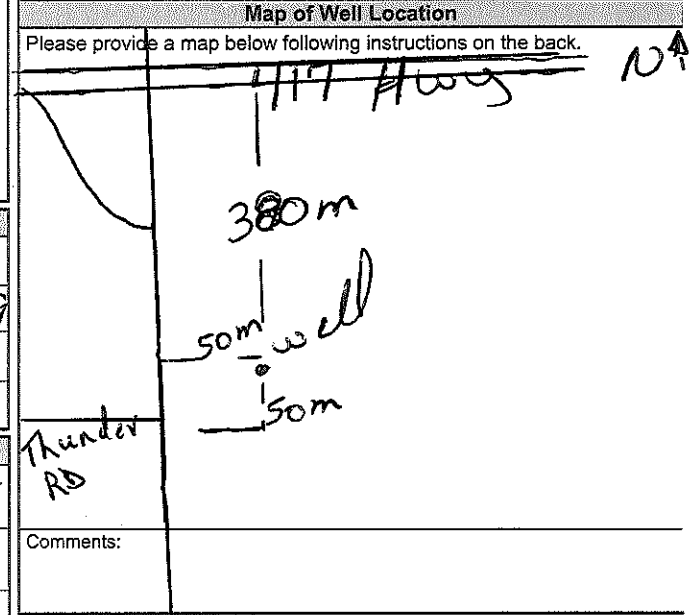 Map of Well Location
Please provide a map below following instructions on the back.
N
417 Hwy
380m
50m well
50m
Thunder
RD
Comments: